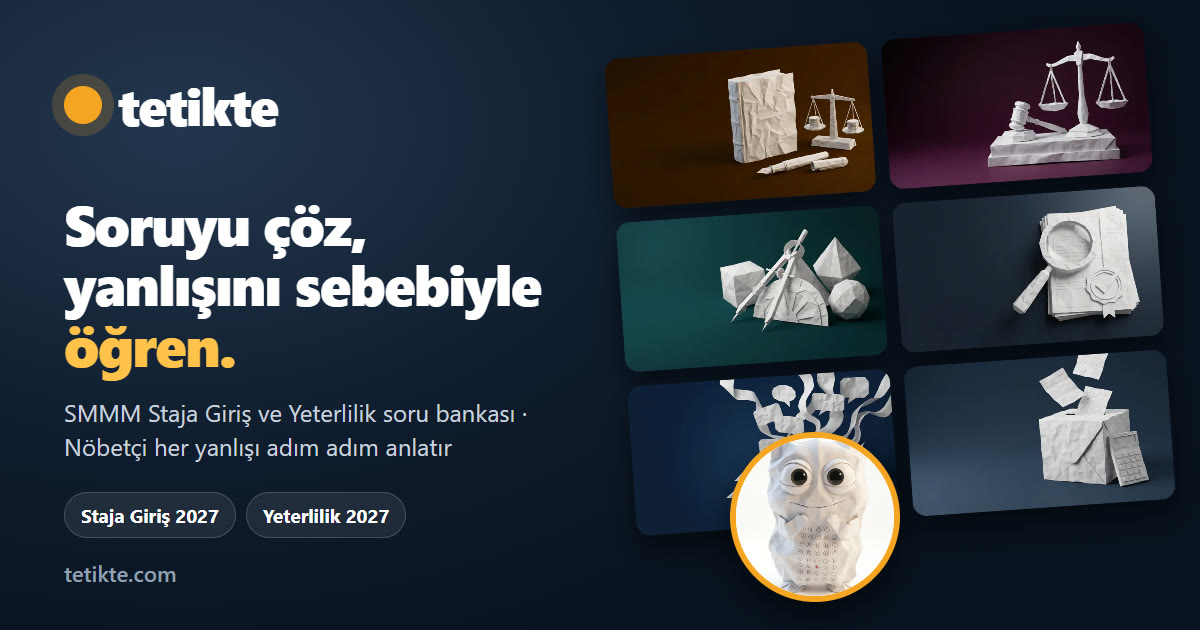 tetikte
Soruyu çöz,
yanlışını sebebiyle
öğren.
SMMM Staja Giriş ve Yeterlilik soru bankası ·
Nöbetçi her yanlışı adım adım anlatır
Staja Giriş 2027
Yeterlilik 2027
tetikte.com